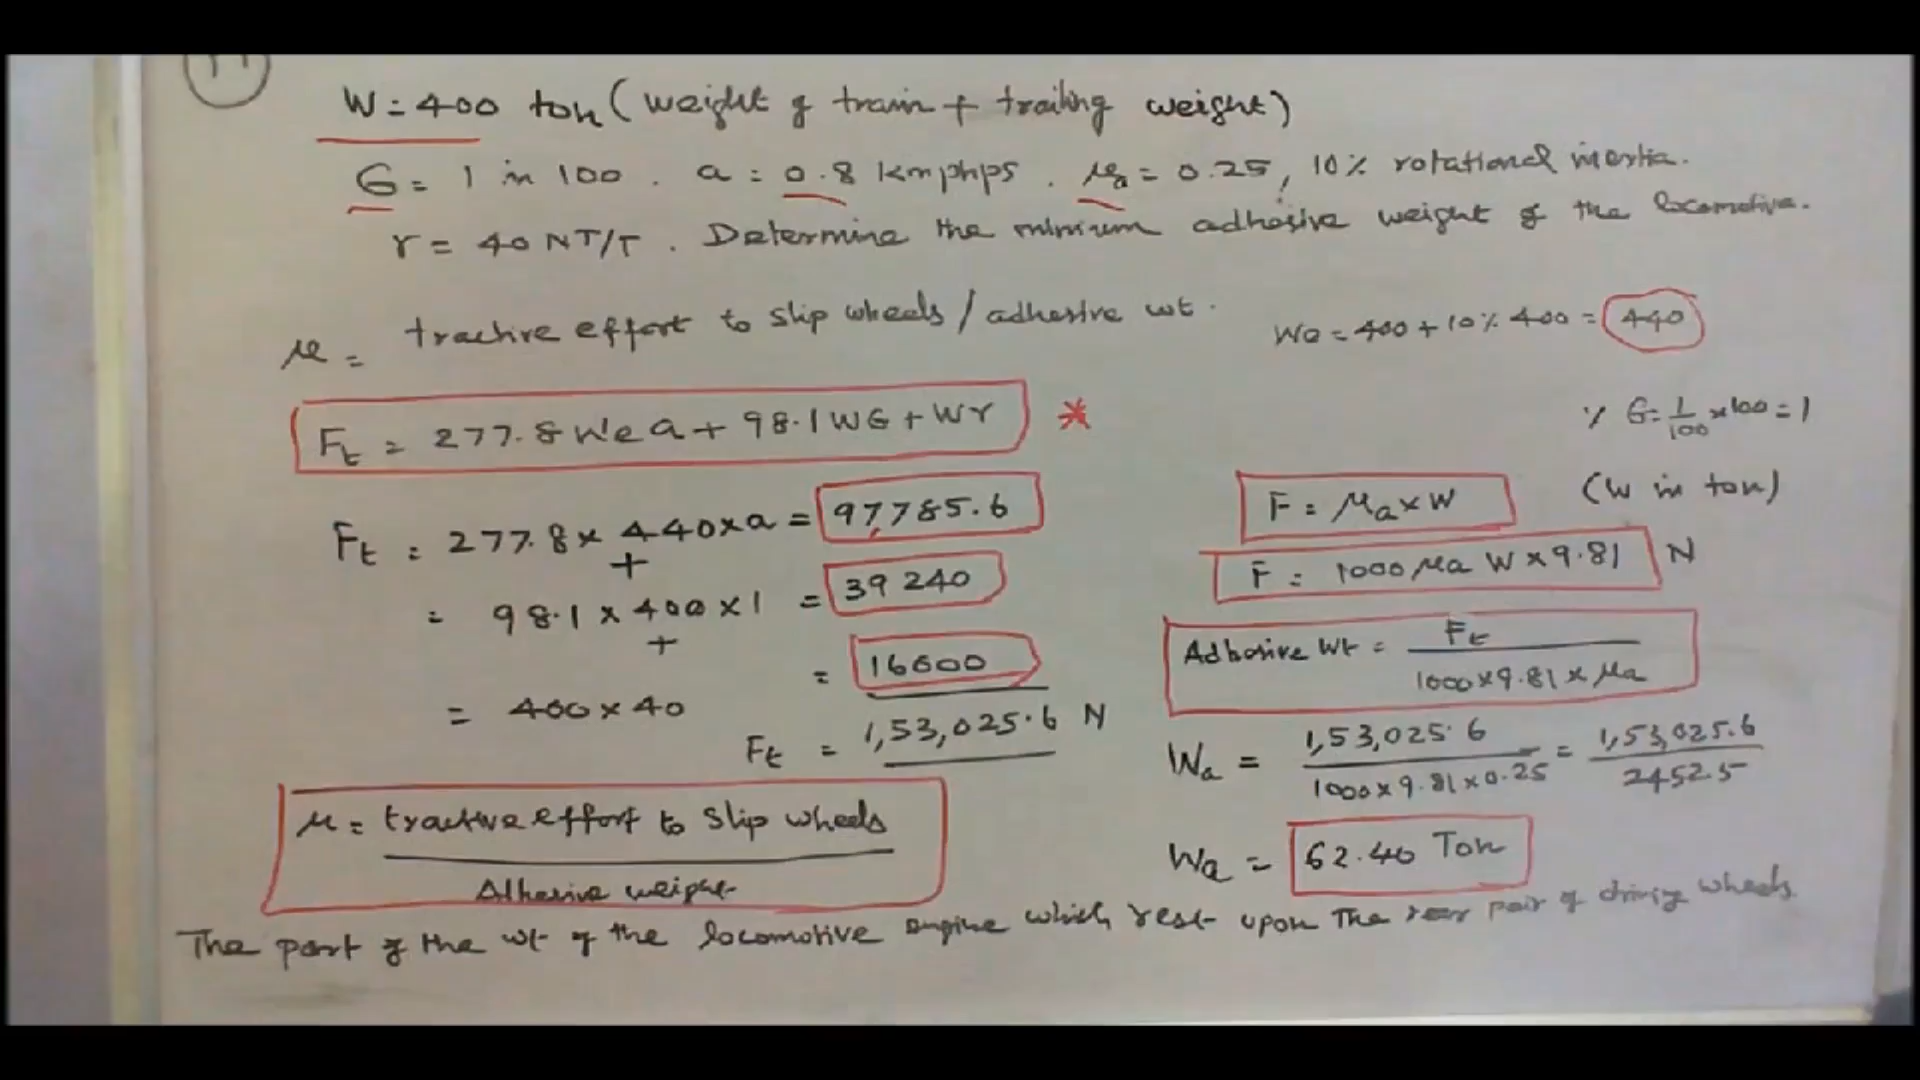 W = 400 ton (weight of train + trailing weight)
G = 1 in 100 . a = 0.8 kmphps . μa = 0.25, 10% rotational inertia.
r = 40 NT/T . Determine the minimum adhesive weight of the locomotive.
μ = tractive effort to slip wheels / adhesive wt .
We = 400 + 10% 400 = 440
Ft = 277.8 We a + 98.1 WG + Wr *
% G = 1/100 x 100 = 1
Ft = 277.8 x 440 x a = 97,785.6
+
= 98.1 x 400 x 1 = 39240
+
= 400 x 40 = 16000
Ft = 1,53,025.6 N
F = μa x W (W in ton)
F = 1000 μa W x 9.81 N
Adhesive Wt = Ft / 1000 x 9.81 x μa
Wa = 1,53,025.6 / 1000 x 9.81 x 0.25 = 1,53,025.6 / 2452.5
Wa = 62.40 Ton
μ = tractive effort to slip wheels / Adhesive weight
The part of the wt of the locomotive engine which rest upon the rear pair of driving wheels.